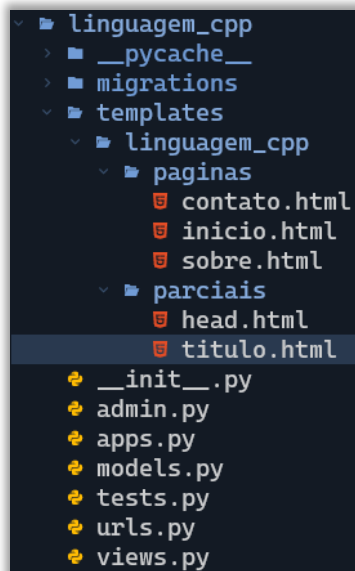 linguagem_cpp
__pycache__
migrations
templates
linguagem_cpp
paginas
contato.html
inicio.html
sobre.html
parciais
head.html
titulo.html
__init__.py
admin.py
apps.py
models.py
tests.py
urls.py
views.py